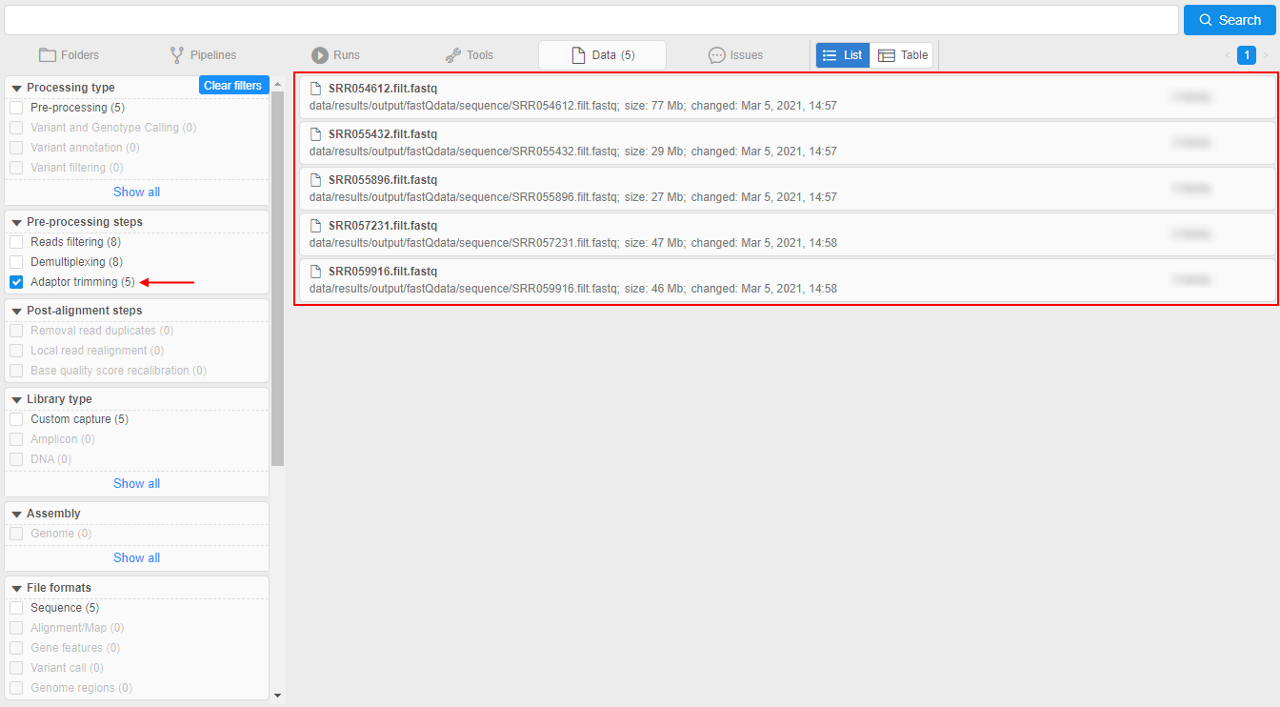 Search
Folders Pipelines Runs Tools Data (5) Issues List Table 1
Processing type Clear filters
Pre-processing (5)
Variant and Genotype Calling (0)
Variant annotation (0)
Variant filtering (0)
Show all
Pre-processing steps
Reads filtering (8)
Demultiplexing (8)
Adaptor trimming (5)
Post-alignment steps
Removal read duplicates (0)
Local read realignment (0)
Base quality score recalibration (0)
Library type
Custom capture (5)
Amplicon (0)
DNA (0)
Show all
Assembly
Genome (0)
Show all
File formats
Sequence (5)
Alignment/Map (0)
Gene features (0)
Variant call (0)
Genome regions (0)
SRR054612.filt.fastq
data/results/output/fastQdata/sequence/SRR054612.filt.fastq; size: 77 Mb; changed: Mar 5, 2021, 14:57
SRR055432.filt.fastq
data/results/output/fastQdata/sequence/SRR055432.filt.fastq; size: 29 Mb; changed: Mar 5, 2021, 14:57
SRR055896.filt.fastq
data/results/output/fastQdata/sequence/SRR055896.filt.fastq; size: 27 Mb; changed: Mar 5, 2021, 14:57
SRR057231.filt.fastq
data/results/output/fastQdata/sequence/SRR057231.filt.fastq; size: 47 Mb; changed: Mar 5, 2021, 14:58
SRR059916.filt.fastq
data/results/output/fastQdata/sequence/SRR059916.filt.fastq; size: 46 Mb; changed: Mar 5, 2021, 14:58